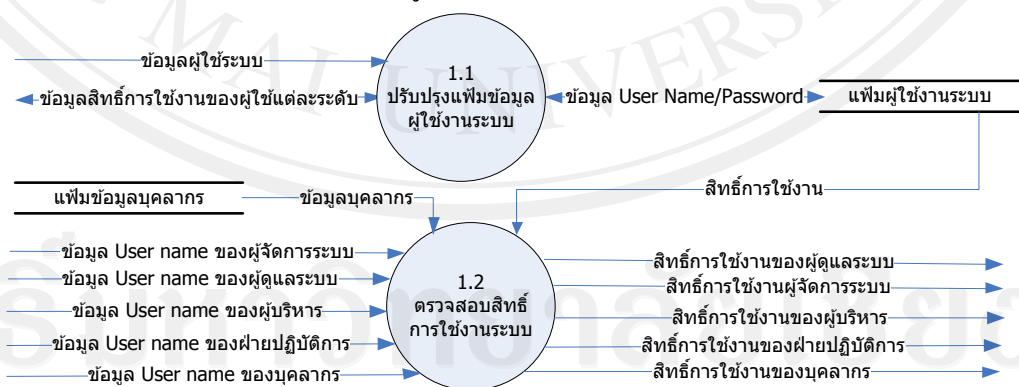 ข้อมูลผู้ใช้ระบบ
ข้อมูลสิทธิ์การใช้งานของผู้ใช้แต่ละระดับ
1.1
ปรับปรุงแฟ้มข้อมูล
ผู้ใช้งานระบบ
ข้อมูล User Name/Password
แฟ้มผู้ใช้งานระบบ
สิทธิ์การใช้งาน
แฟ้มข้อมูลบุคลากร
ข้อมูลบุคลากร
ข้อมูล User name ของผู้จัดการระบบ
ข้อมูล User name ของผู้ดูแลระบบ
ข้อมูล User name ของผู้บริหาร
ข้อมูล User name ของฝ่ายปฏิบัติการ
ข้อมูล User name ของบุคลากร
1.2
ตรวจสอบสิทธิ์
การใช้งานระบบ
สิทธิ์การใช้งานของผู้ดูแลระบบ
สิทธิ์การใช้งานผู้จัดการระบบ
สิทธิ์การใช้งานของผู้บริหาร
สิทธิ์การใช้งานของฝ่ายปฏิบัติการ
สิทธิ์การใช้งานของบุคลากร